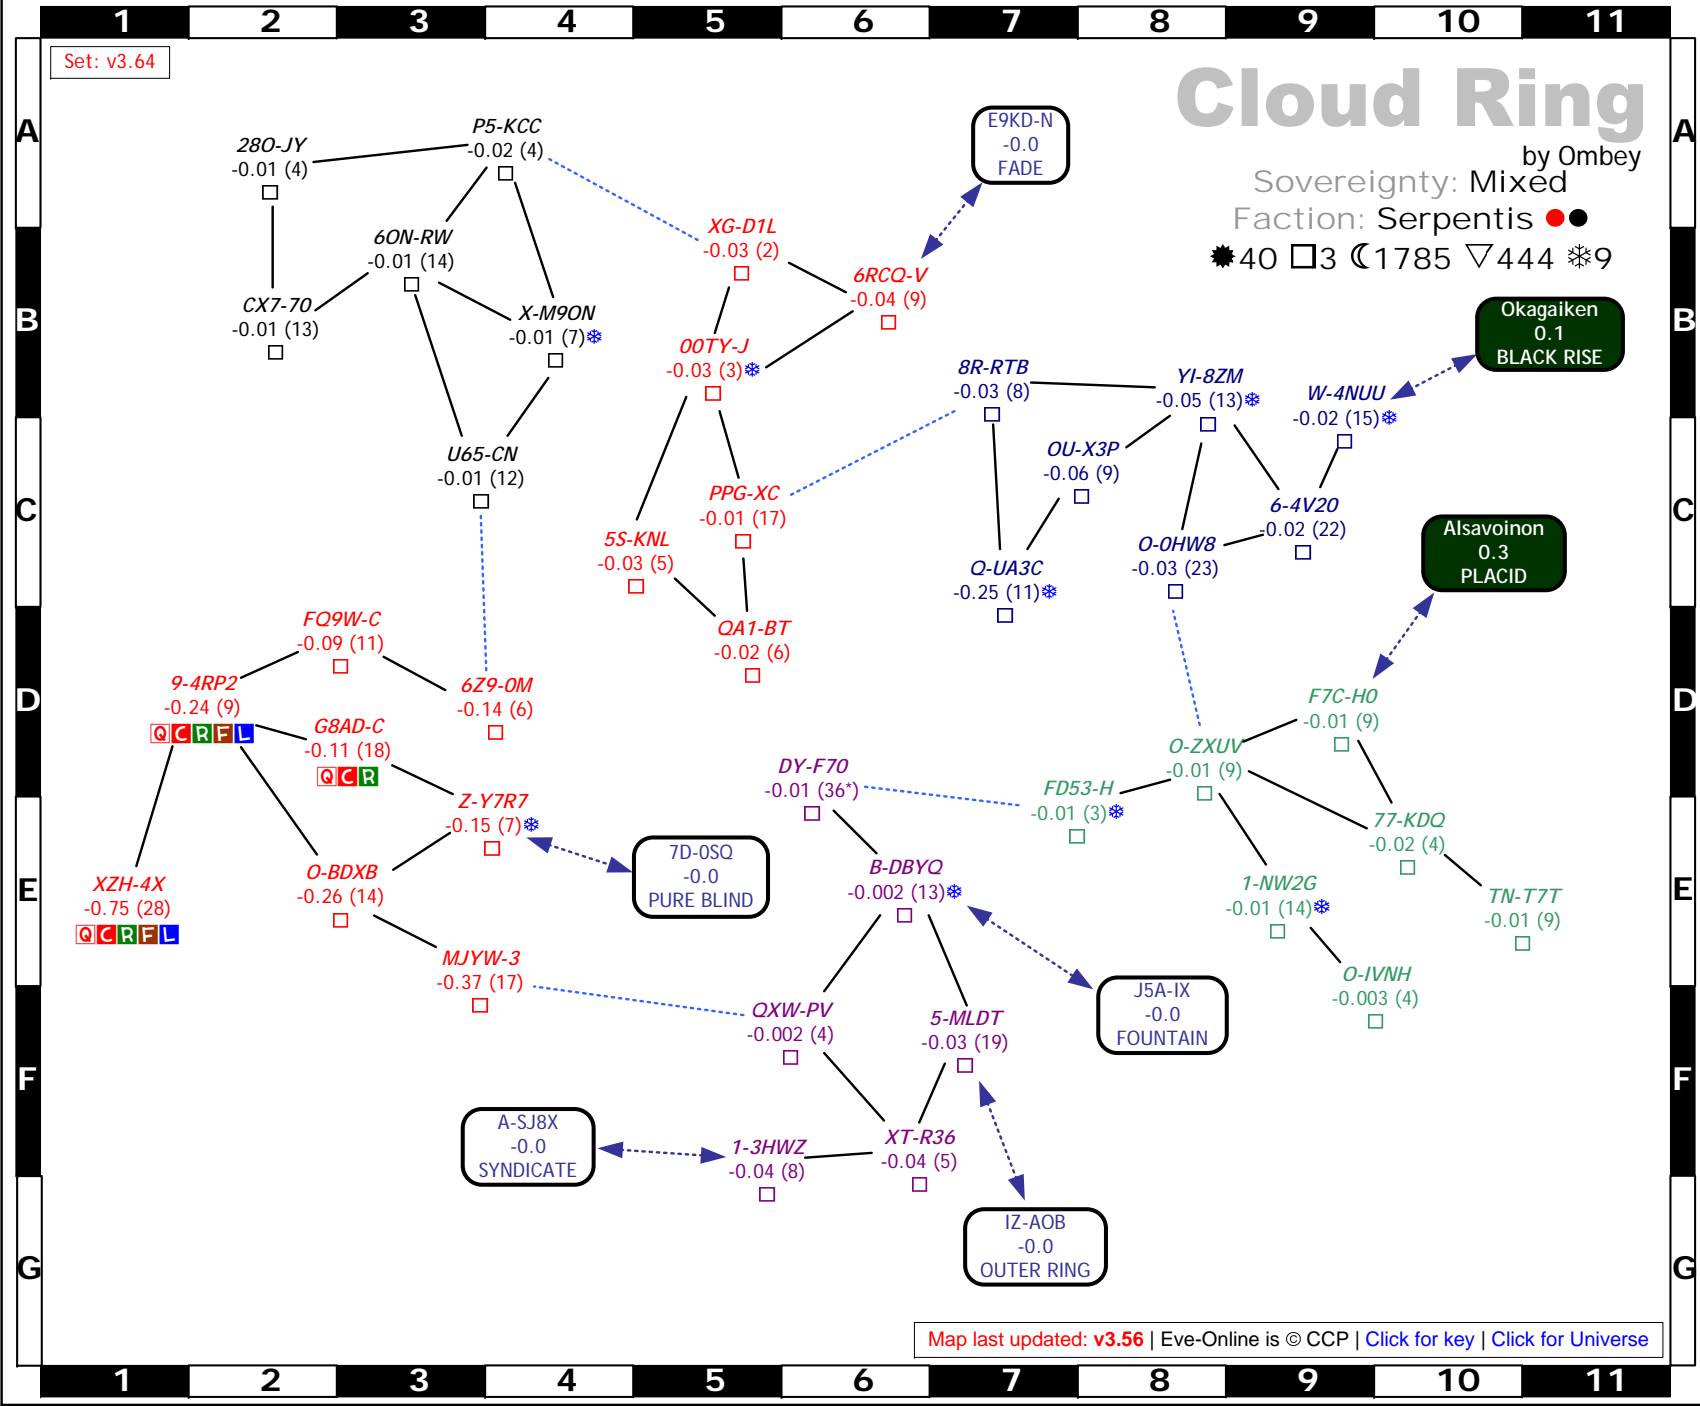 1 2 3 4 5 6 7 8 9 10 11
Set: v3.64
Cloud Ring
by Ombey
Sovereignty: Mixed
Faction: Serpentis
40 3 1785 444 9
A A
B B
C C
D D
E E
F F
G G
28O-JY
-0.01 (4)
P5-KCC
-0.02 (4)
E9KD-N
-0.0
FADE
6ON-RW
-0.01 (14)
XG-D1L
-0.03 (2)
6RCQ-V
-0.04 (9)
CX7-70
-0.01 (13)
X-M9ON
-0.01 (7)
00TY-J
-0.03 (3)
Okagaiken
0.1
BLACK RISE
8R-RTB
-0.03 (8)
YI-8ZM
-0.05 (13)
W-4NUU
-0.02 (15)
U65-CN
-0.01 (12)
OU-X3P
-0.06 (9)
PPG-XC
-0.01 (17)
6-4V20
-0.02 (22)
5S-KNL
-0.03 (5)
O-0HW8
-0.03 (23)
Alsavoinon
0.3
PLACID
Q-UA3C
-0.25 (11)
FQ9W-C
-0.09 (11)
QA1-BT
-0.02 (6)
9-4RP2
-0.24 (9)
Q C R F L
6Z9-0M
-0.14 (6)
F7C-H0
-0.01 (9)
G8AD-C
-0.11 (18)
Q C R
O-ZXUV
-0.01 (9)
DY-F70
-0.01 (36*)
FD53-H
-0.01 (3)
Z-Y7R7
-0.15 (7)
77-KDQ
-0.02 (4)
7D-0SQ
-0.0
PURE BLIND
O-BDXB
-0.26 (14)
B-DBYQ
-0.002 (13)
XZH-4X
-0.75 (28)
Q C R F L
1-NW2G
-0.01 (14)
TN-T7T
-0.01 (9)
MJYW-3
-0.37 (17)
O-IVNH
-0.003 (4)
J5A-IX
-0.0
FOUNTAIN
QXW-PV
-0.002 (4)
5-MLDT
-0.03 (19)
A-SJ8X
-0.0
SYNDICATE
1-3HWZ
-0.04 (8)
XT-R36
-0.04 (5)
IZ-AOB
-0.0
OUTER RING
Map last updated: v3.56 | Eve-Online is © CCP | Click for key | Click for Universe
1 2 3 4 5 6 7 8 9 10 11